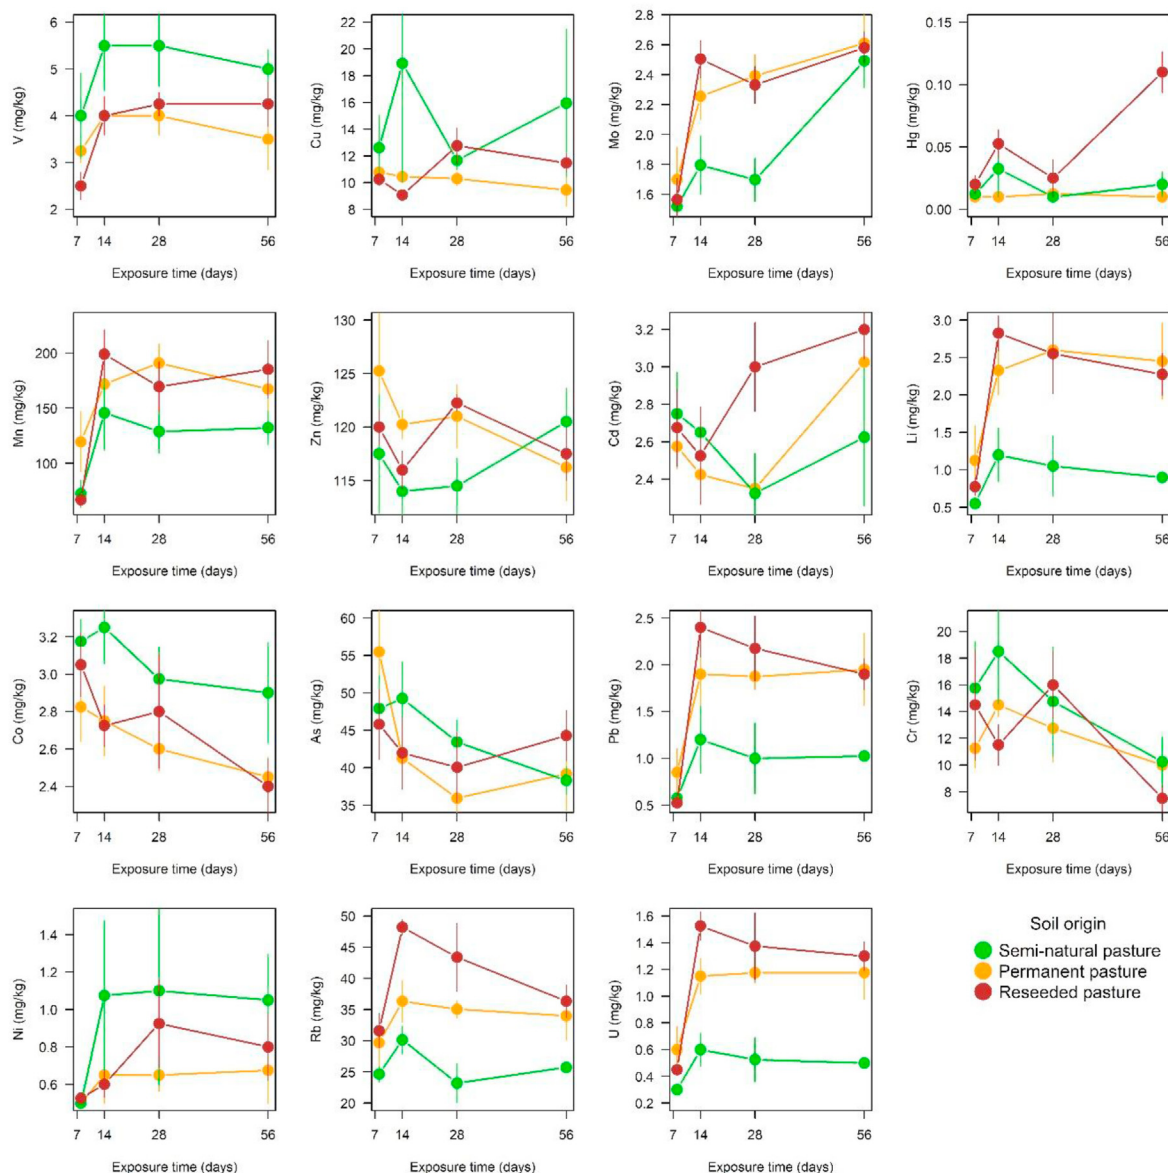 V (mg/kg)
6
5
4
3
2
7 14 28 56
Exposure time (days)
Cu (mg/kg)
22
20
18
16
14
12
10
8
7 14 28 56
Exposure time (days)
Mo (mg/kg)
2.8
2.6
2.4
2.2
2.0
1.8
1.6
7 14 28 56
Exposure time (days)
Hg (mg/kg)
0.15
0.10
0.05
0.00
7 14 28 56
Exposure time (days)
Mn (mg/kg)
200
150
100
7 14 28 56
Exposure time (days)
Zn (mg/kg)
130
125
120
115
7 14 28 56
Exposure time (days)
Cd (mg/kg)
3.2
3.0
2.8
2.6
2.4
7 14 28 56
Exposure time (days)
Li (mg/kg)
3.0
2.5
2.0
1.5
1.0
0.5
7 14 28 56
Exposure time (days)
Co (mg/kg)
3.2
3.0
2.8
2.6
2.4
7 14 28 56
Exposure time (days)
As (mg/kg)
60
55
50
45
40
35
7 14 28 56
Exposure time (days)
Pb (mg/kg)
2.5
2.0
1.5
1.0
0.5
7 14 28 56
Exposure time (days)
Cr (mg/kg)
20
18
16
14
12
10
8
7 14 28 56
Exposure time (days)
Ni (mg/kg)
1.4
1.2
1.0
0.8
0.6
7 14 28 56
Exposure time (days)
Rb (mg/kg)
50
45
40
35
30
25
20
7 14 28 56
Exposure time (days)
U (mg/kg)
1.6
1.4
1.2
1.0
0.8
0.6
0.4
0.2
7 14 28 56
Exposure time (days)
Soil origin
Semi-natural pasture
Permanent pasture
Reseeded pasture